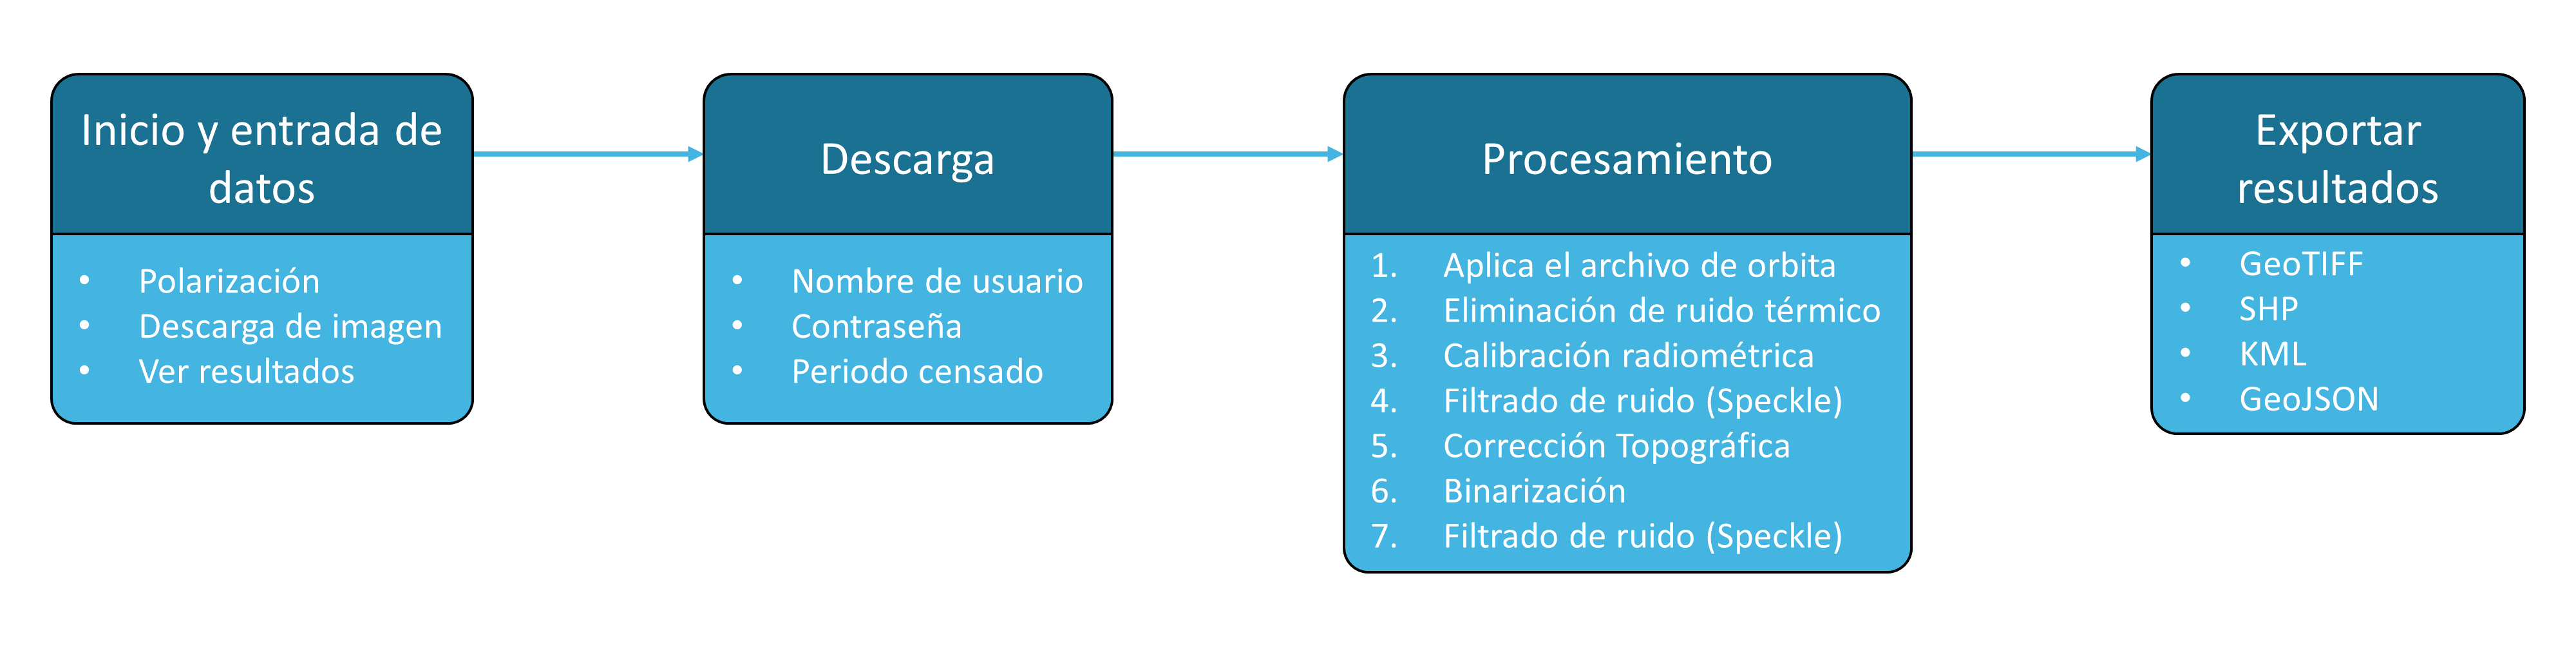 Inicio y entrada de
datos
• Polarización
• Descarga de imagen
• Ver resultados
Descarga
• Nombre de usuario
• Contraseña
• Periodo censado
Procesamiento
1. Aplica el archivo de orbita
2. Eliminación de ruido térmico
3. Calibración radiométrica
4. Filtrado de ruido (Speckle)
5. Corrección Topográfica
6. Binarización
7. Filtrado de ruido (Speckle)
Exportar
resultados
• GeoTIFF
• SHP
• KML
• GeoJSON